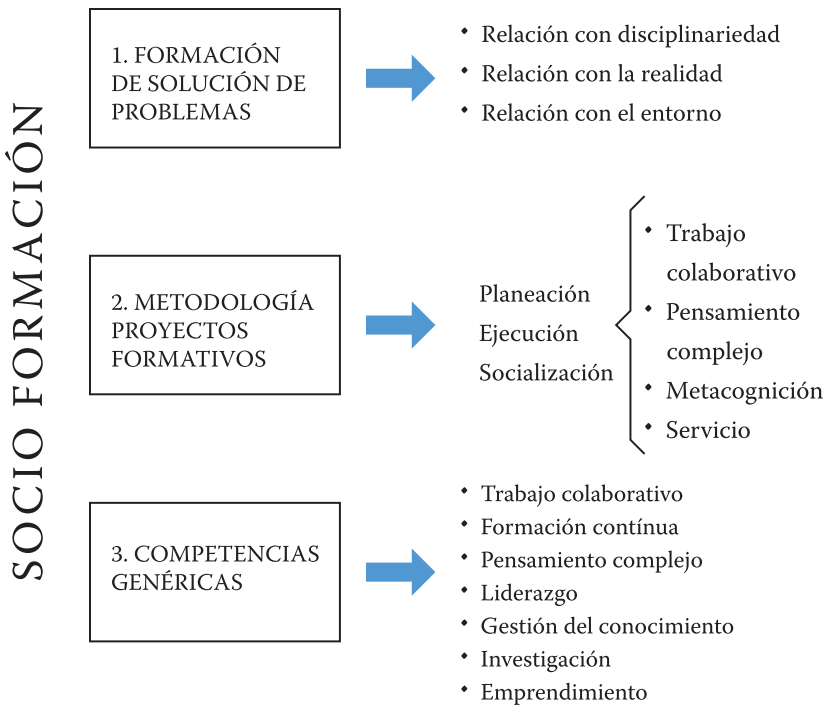 SOCIO FORMACIÓN
1. FORMACIÓN
DE SOLUCIÓN DE
PROBLEMAS
• Relación con disciplinariedad
• Relación con la realidad
• Relación con el entorno
2. METODOLOGÍA
PROYECTOS
FORMATIVOS
Planeación
Ejecución
Socialización
• Trabajo
colaborativo
• Pensamiento
complejo
• Metacognición
• Servicio
3. COMPETENCIAS
GENÉRICAS
• Trabajo colaborativo
• Formación contínua
• Pensamiento complejo
• Liderazgo
• Gestión del conocimiento
• Investigación
• Emprendimiento